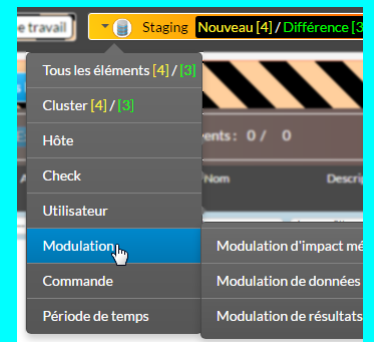 e travail Staging Nouveau [4] / Différence [3
Tous les éléments [4] / [3]
Cluster [4] / [3]
Hôte ents: 0 / 0
Check Nom Descri
Utilisateur
Modulation Modulation d'impact mé
Commande Modulation de données
Période de temps Modulation de résultats